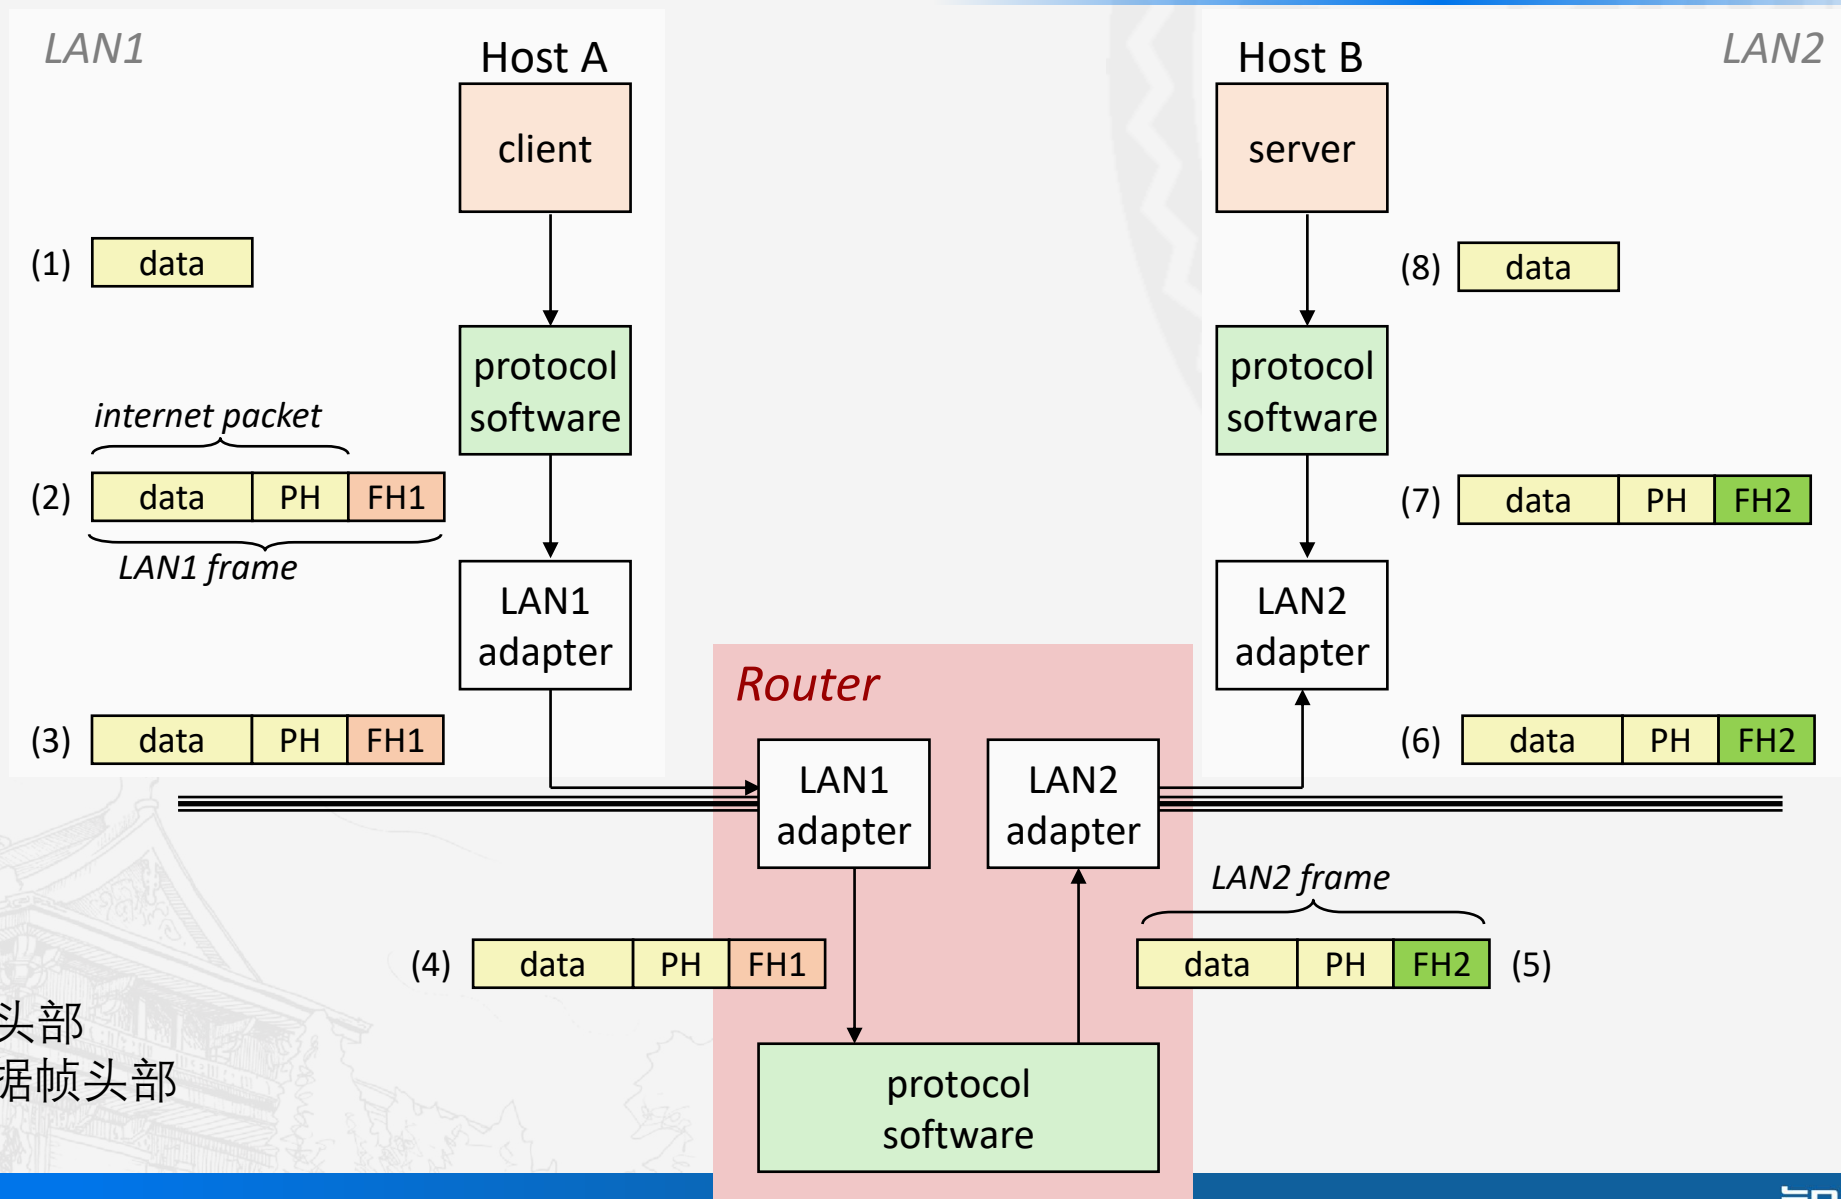 LAN1
Host A
Host B
LAN2
client
server
(1)
data
(8)
data
protocol
software
protocol
software
internet packet
(2)
data
PH
FH1
(7)
data
PH
FH2
LAN1 frame
LAN1
adapter
LAN2
adapter
Router
(3)
data
PH
FH1
(6)
data
PH
FH2
LAN1
adapter
LAN2
adapter
LAN2 frame
(4)
data
PH
FH1
data
PH
FH2
(5)
头部
据帧头部
protocol
software